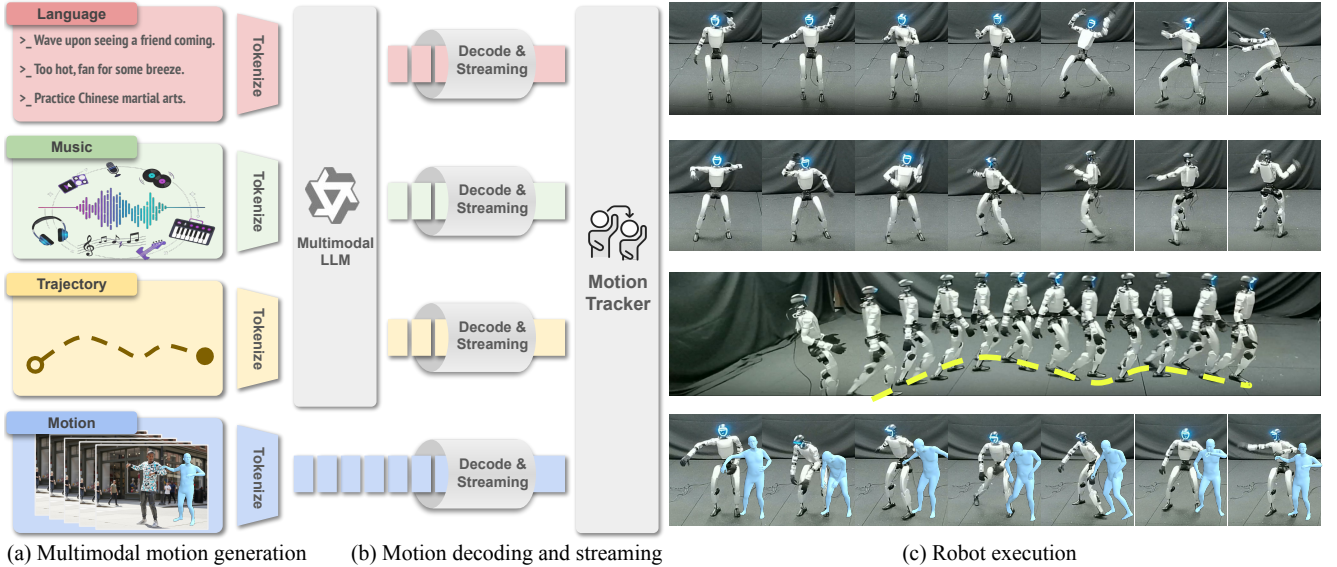 Language
>_ Wave upon seeing a friend coming.
>_ Too hot, fan for some breeze.
>_ Practice Chinese martial arts.
Tokenize
Decode &
Streaming
Music
Tokenize
Decode &
Streaming
Multimodal
LLM
Motion
Tracker
Trajectory
Tokenize
Decode &
Streaming
Motion
Tokenize
Decode &
Streaming
(a) Multimodal motion generation
(b) Motion decoding and streaming
(c) Robot execution